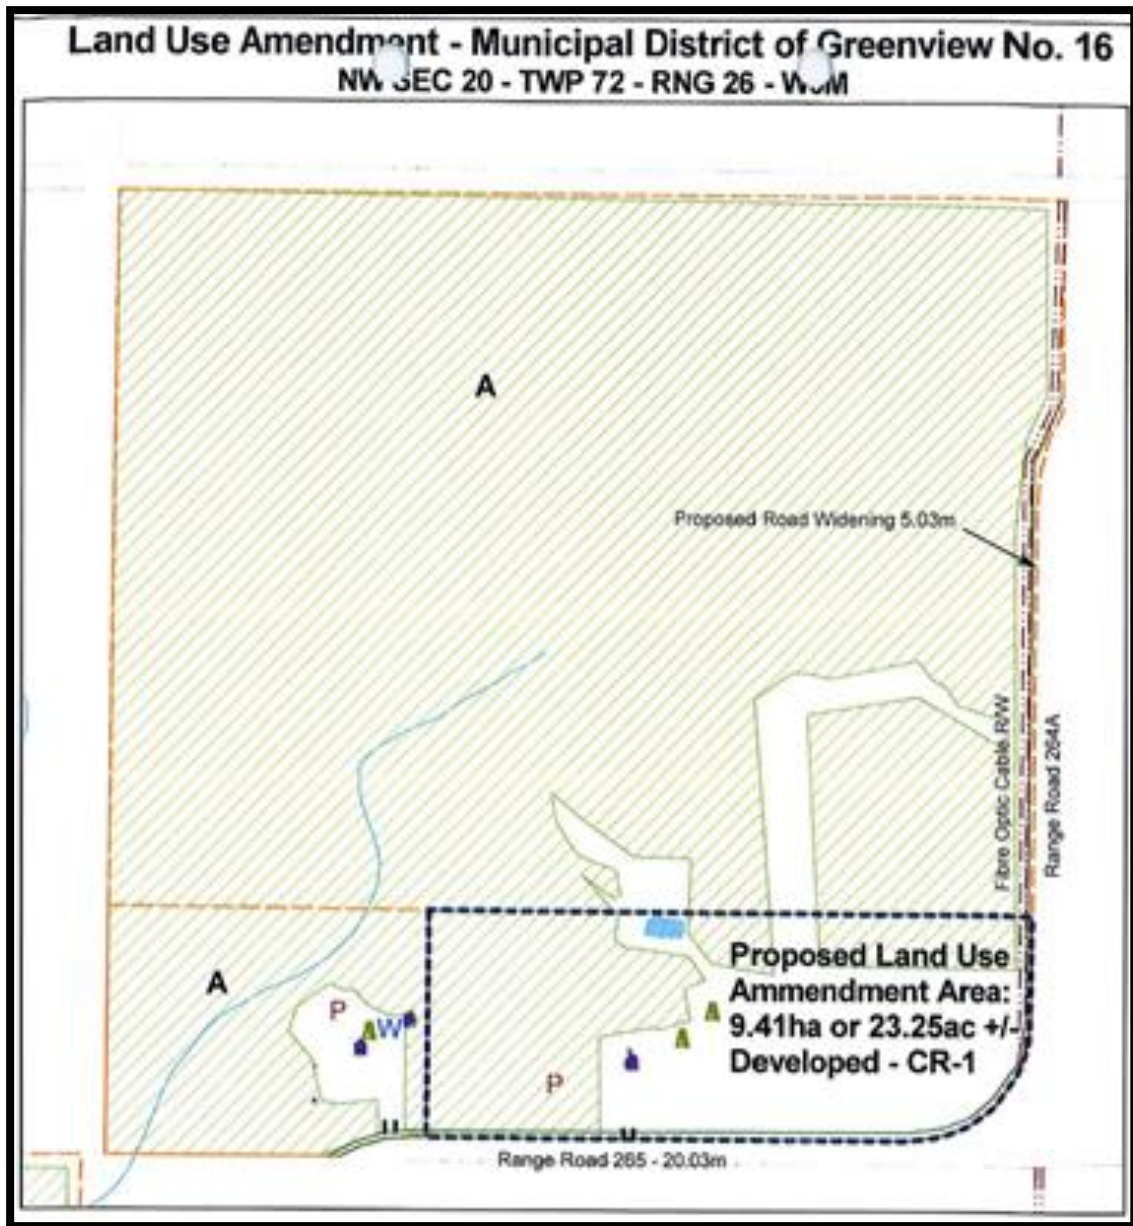 Land Use Amendment - Municipal District of Greenview No. 16
NW SEC 20 - TWP 72 - RNG 26 - W5M
A
Proposed Road Widening 5.03m
Fibre Optic Cable R/W
Range Road 264A
Proposed Land Use
Ammendment Area:
9.41ha or 23.25ac +/-
Developed - CR-1
A
P
W
P
Range Road 265 - 20.03m